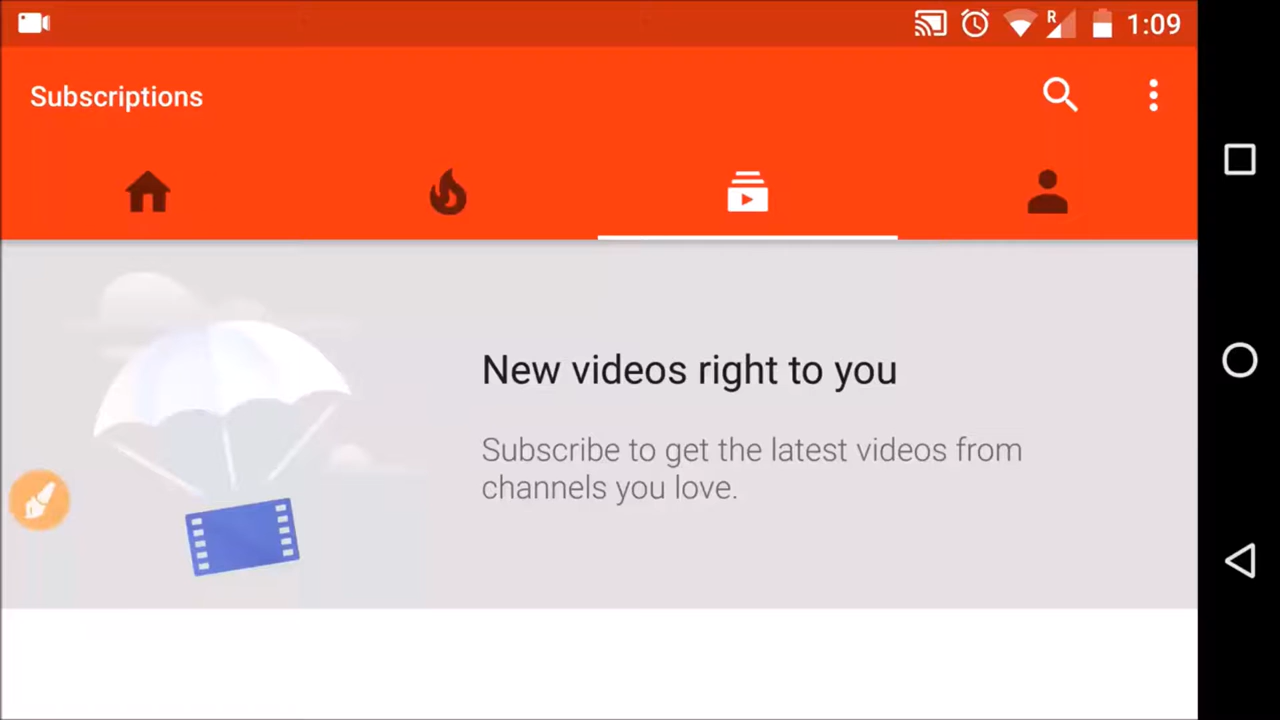 R
1:09
Subscriptions
New videos right to you
Subscribe to get the latest videos from
channels you love.